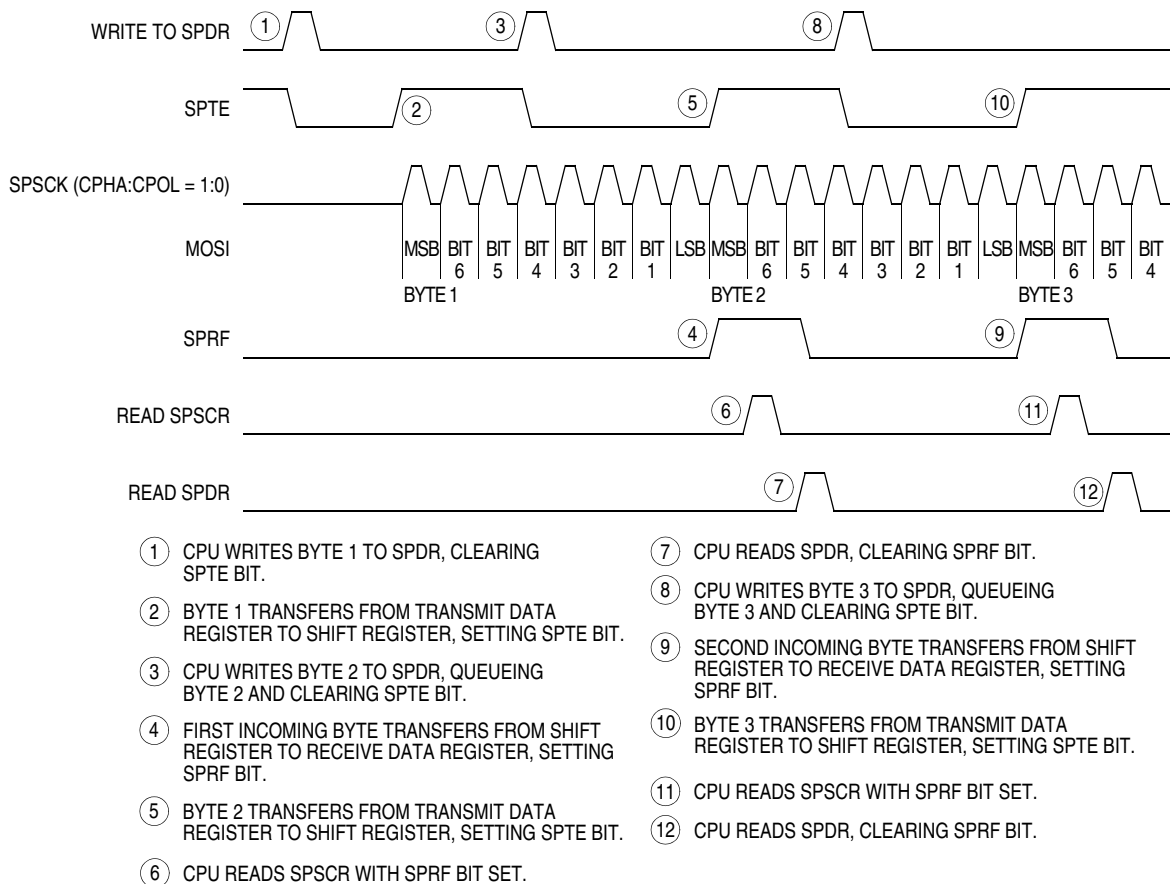 WRITE TO SPDR 1 3 8
SPTE 2 5 10
SPSCK (CPHA:CPOL = 1:0)
MOSI MSB BIT 6 BIT 5 BIT 4 BIT 3 BIT 2 BIT 1 LSB MSB BIT 6 BIT 5 BIT 4 BIT 3 BIT 2 BIT 1 LSB MSB BIT 6 BIT 5 BIT 4
BYTE 1 BYTE 2 BYTE 3
SPRF 4 9
READ SPSCR 6 11
READ SPDR 7 12
1 CPU WRITES BYTE 1 TO SPDR, CLEARING
SPTE BIT.
2 BYTE 1 TRANSFERS FROM TRANSMIT DATA
REGISTER TO SHIFT REGISTER, SETTING SPTE BIT.
3 CPU WRITES BYTE 2 TO SPDR, QUEUEING
BYTE 2 AND CLEARING SPTE BIT.
4 FIRST INCOMING BYTE TRANSFERS FROM SHIFT
REGISTER TO RECEIVE DATA REGISTER, SETTING
SPRF BIT.
5 BYTE 2 TRANSFERS FROM TRANSMIT DATA
REGISTER TO SHIFT REGISTER, SETTING SPTE BIT.
6 CPU READS SPSCR WITH SPRF BIT SET.
7 CPU READS SPDR, CLEARING SPRF BIT.
8 CPU WRITES BYTE 3 TO SPDR, QUEUEING
BYTE 3 AND CLEARING SPTE BIT.
9 SECOND INCOMING BYTE TRANSFERS FROM SHIFT
REGISTER TO RECEIVE DATA REGISTER, SETTING
SPRF BIT.
10 BYTE 3 TRANSFERS FROM TRANSMIT DATA
REGISTER TO SHIFT REGISTER, SETTING SPTE BIT.
11 CPU READS SPSCR WITH SPRF BIT SET.
12 CPU READS SPDR, CLEARING SPRF BIT.